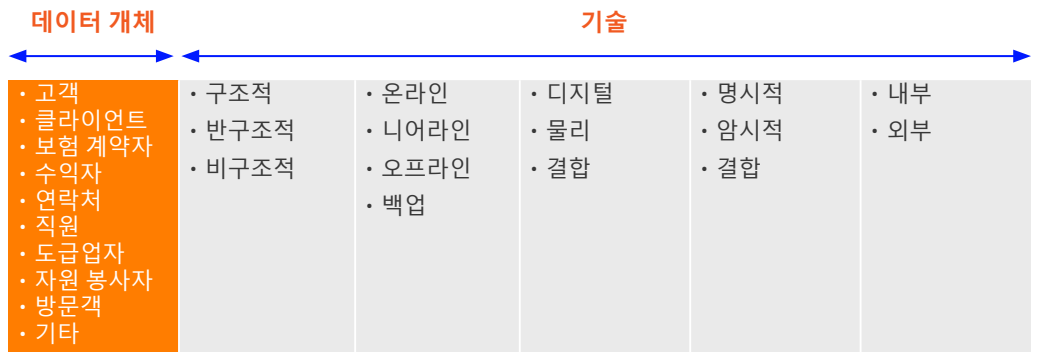 데이터 개체
기술
· 고객
· 클라이언트
· 보험 계약자
· 수익자
· 연락처
· 직원
· 도급업자
· 자원 봉사자
· 방문객
· 기타
· 구조적
· 반구조적
· 비구조적
· 온라인
· 니어라인
· 오프라인
· 백업
· 디지털
· 물리
· 결합
· 명시적
· 암시적
· 결합
· 내부
· 외부